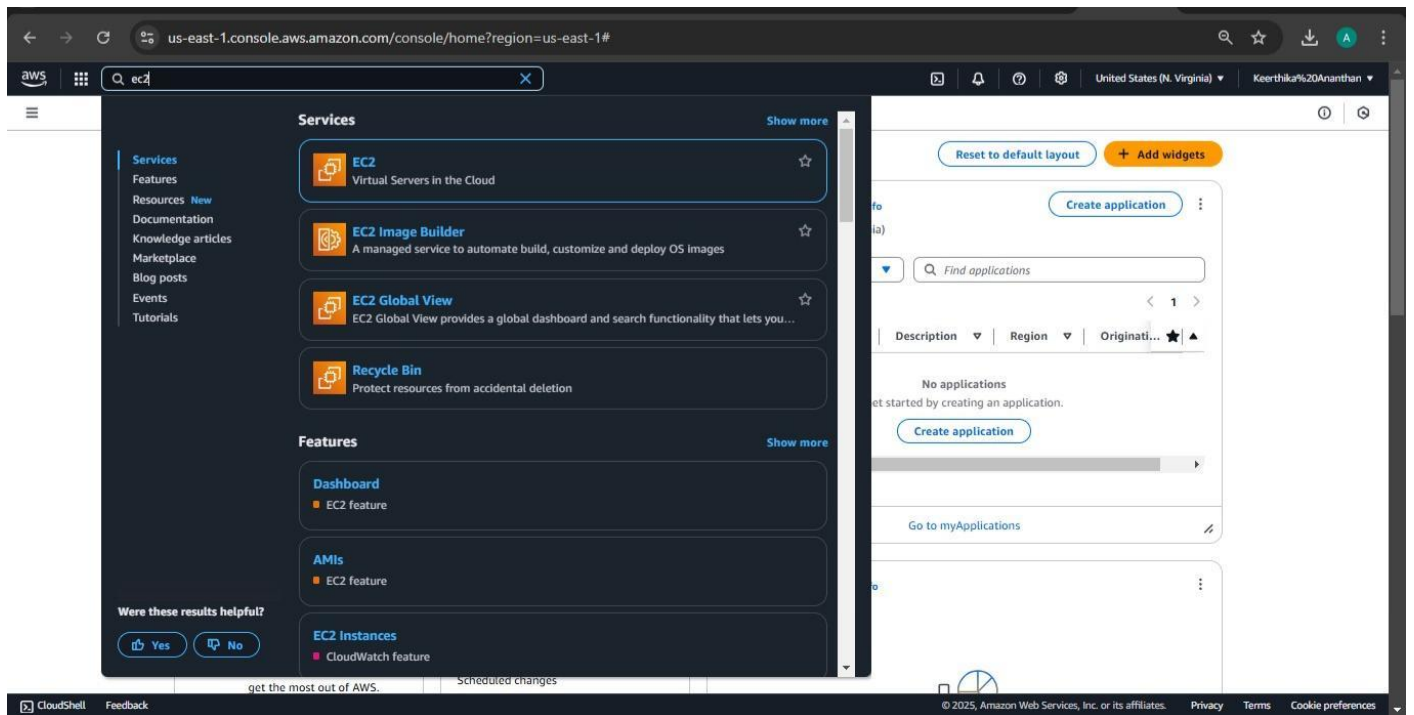 us-east-1.console.aws.amazon.com/console/home?region=us-east-1#
A
aws
ec2
United States (N. Virginia)
Keerthika%20Ananthan
Services
Features
Resources New
Documentation
Knowledge articles
Marketplace
Blog posts
Events
Tutorials
Were these results helpful?
Yes
No
Services
Show more
EC2
Virtual Servers in the Cloud
EC2 Image Builder
A managed service to automate build, customize and deploy OS images
EC2 Global View
EC2 Global View provides a global dashboard and search functionality that lets you...
Recycle Bin
Protect resources from accidental deletion
Features
Show more
Dashboard
EC2 feature
AMIs
EC2 feature
EC2 Instances
CloudWatch feature
Reset to default layout
+ Add widgets
fo
Create application
ia)
Find applications
1
Description
Region
Originati...
No applications
et started by creating an application.
Create application
Go to myApplications
fo
get the most out of AWS.
Scheduled changes
CloudShell
Feedback
© 2025, Amazon Web Services, Inc. or its affiliates.
Privacy
Terms
Cookie preferences